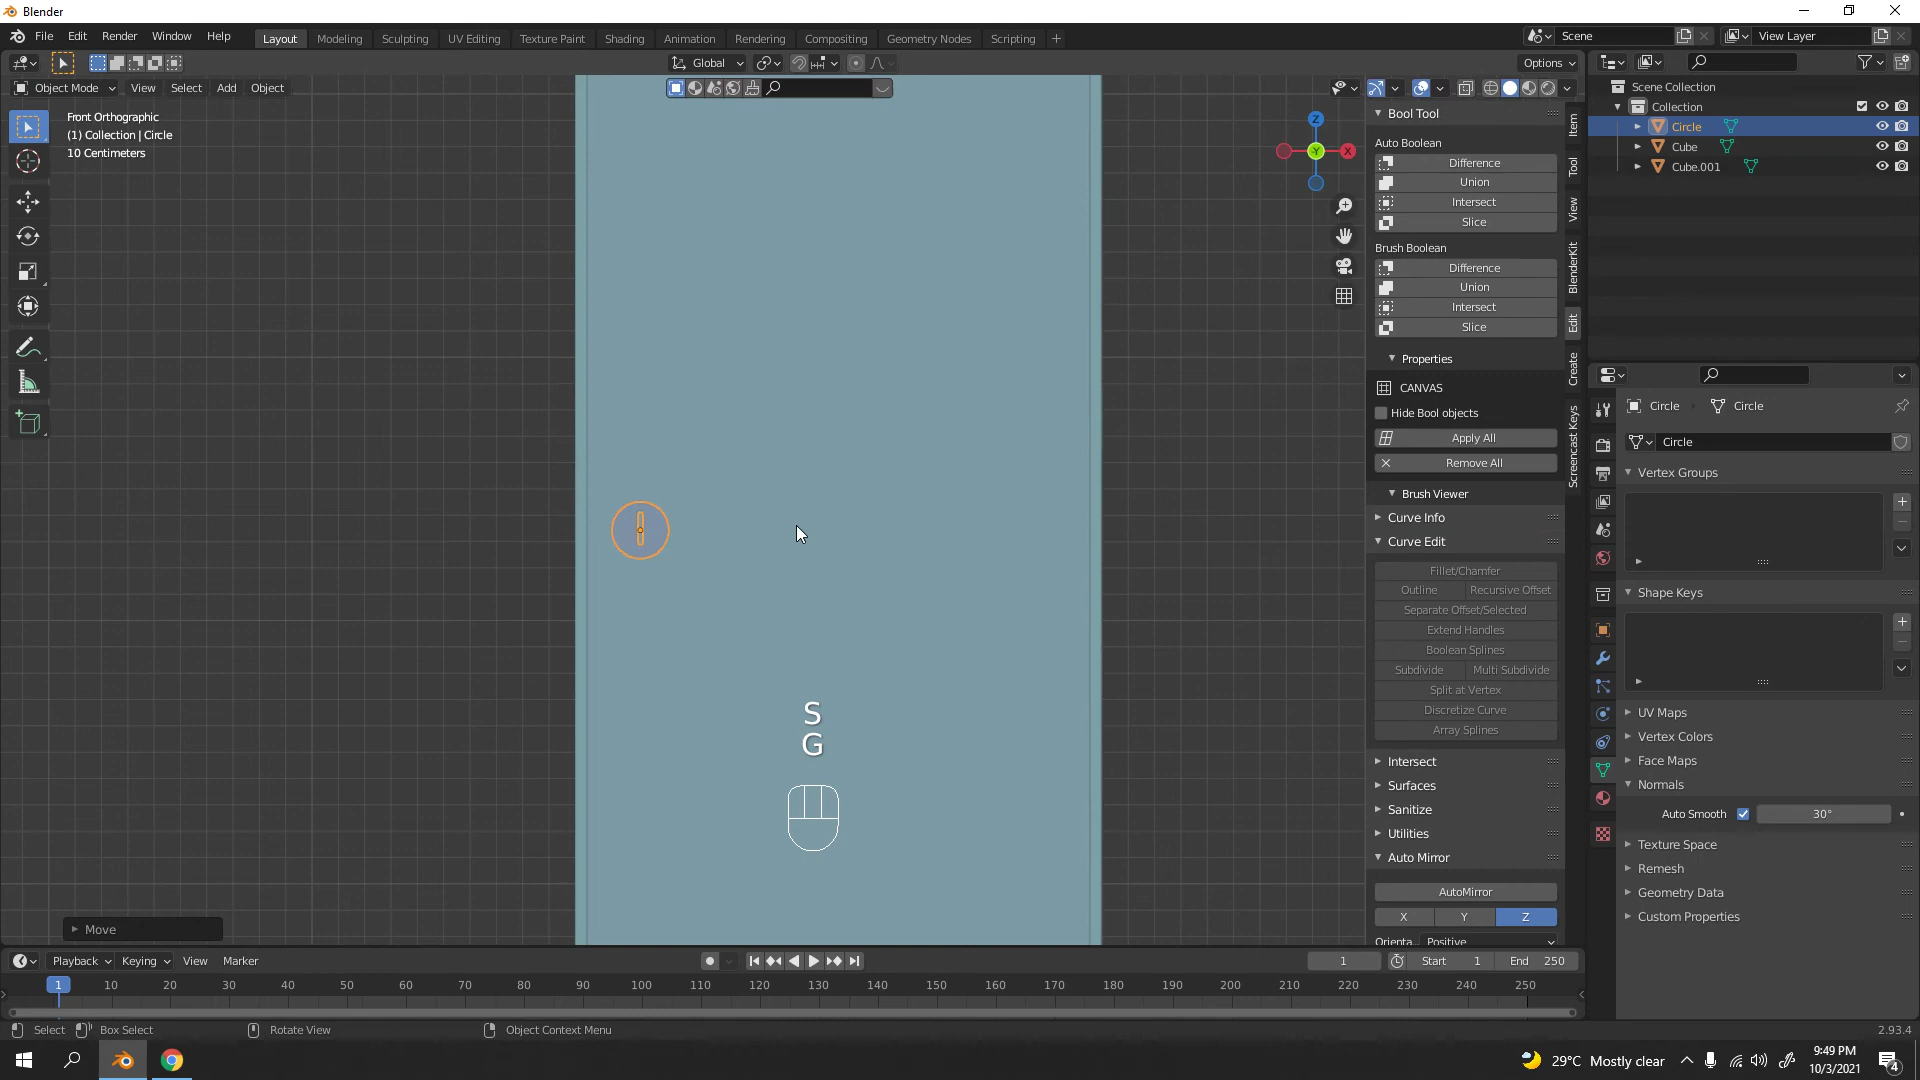 Blender
File Edit Render Window Help
Layout Modeling Sculpting UV Editing Texture Paint Shading Animation Rendering Compositing Geometry Nodes Scripting +
Scene View Layer
Global Options
Object Mode View Select Add Object
Front Orthographic
(1) Collection | Circle
10 Centimeters
Z
X
Y
S
G
Move
Bool Tool
Auto Boolean
Difference
Union
Intersect
Slice
Brush Boolean
Difference
Union
Intersect
Slice
Properties
CANVAS
Hide Bool objects
Apply All
Remove All
Brush Viewer
Curve Info
Curve Edit
Fillet/Chamfer
Outline Recursive Offset
Separate Offset/Selected
Extend Handles
Boolean Splines
Subdivide Multi Subdivide
Split at Vertex
Discretize Curve
Array Splines
Intersect
Surfaces
Sanitize
Utilities
Auto Mirror
AutoMirror
X Y Z
Orienta.. Positive
Item
Tool
View
BlenderKit
Edit
Create
Screencast Keys
Scene Collection
Collection
Circle
Cube
Cube.001
Circle Circle
Circle
Vertex Groups
Shape Keys
UV Maps
Vertex Colors
Face Maps
Normals
Auto Smooth 30°
Texture Space
Remesh
Geometry Data
Custom Properties
Playback Keying View Marker
1 Start 1 End 250
1 10 20 30 40 50 60 70 80 90 100 110 120 130 140 150 160 170 180 190 200 210 220 230 240 250
Select Box Select Rotate View Object Context Menu 2.93.4
29°C Mostly clear
9:49 PM
10/3/2021
4